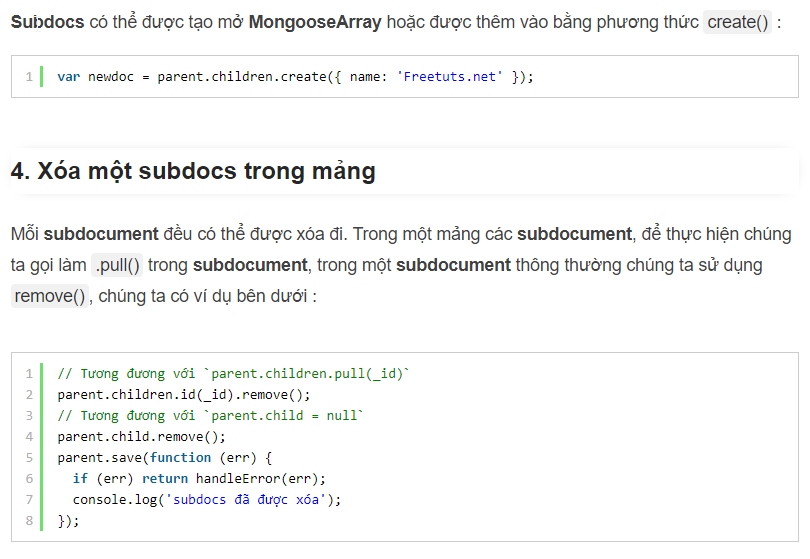 Subdocs có thể được tạo mở MongooseArray hoặc được thêm vào bằng phương thức create() :
1 var newdoc = parent.children.create({ name: 'Freetuts.net' });
4. Xóa một subdocs trong mảng
Mỗi subdocument đều có thể được xóa đi. Trong một mảng các subdocument, để thực hiện chúng
ta gọi làm .pull() trong subdocument, trong một subdocument thông thường chúng ta sử dụng
remove(), chúng ta có ví dụ bên dưới :
1 // Tương đương với `parent.children.pull(_id)`
2 parent.children.id(_id).remove();
3 // Tương đương với `parent.child = null`
4 parent.child.remove();
5 parent.save(function (err) {
6   if (err) return handleError(err);
7   console.log('subdocs đã được xóa');
8 });